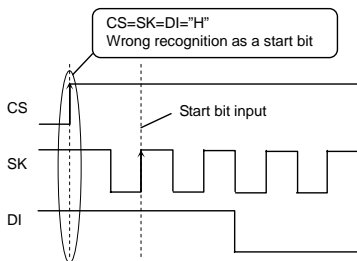 CS=SK=DI="H"
Wrong recognition as a start bit
Start bit input
CS
SK
DI